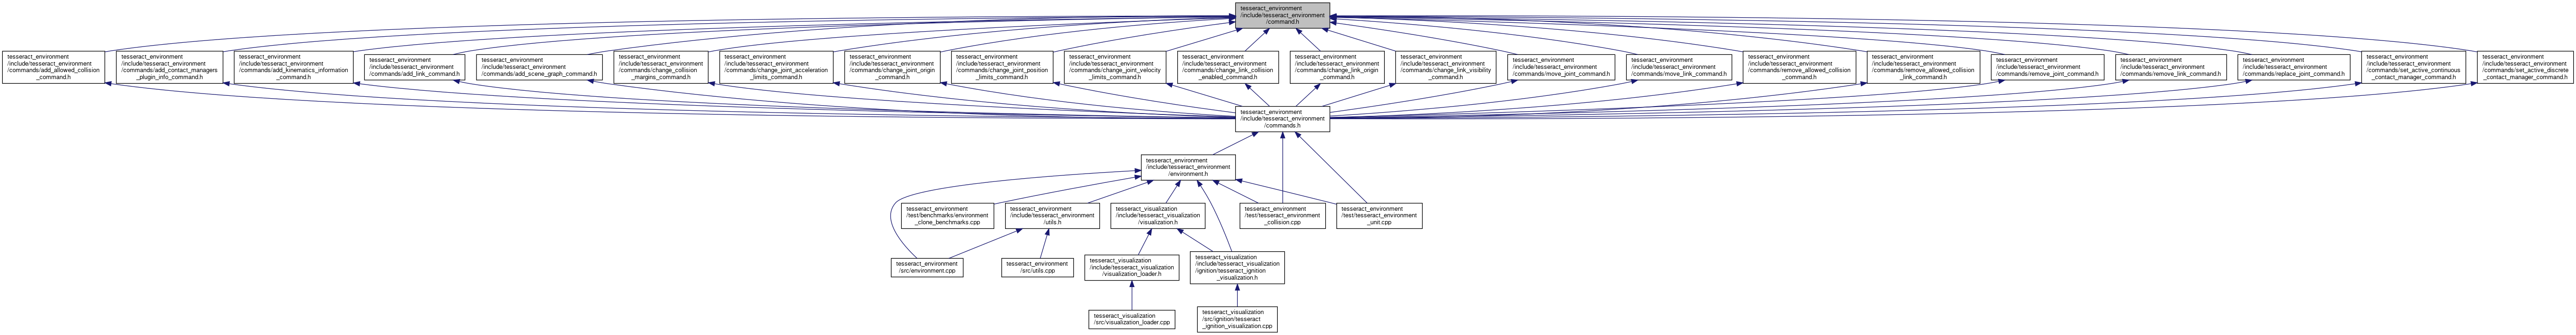 tesseract_environment
/include/tesseract_environment
/command.h
tesseract_environment
/include/tesseract_environment
/commands/add_allowed_collision
_command.h
tesseract_environment
/include/tesseract_environment
/commands/add_contact_managers
_plugin_info_command.h
tesseract_environment
/include/tesseract_environment
/commands/add_kinematics_information
_command.h
tesseract_environment
/include/tesseract_environment
/commands/add_link_command.h
tesseract_environment
/include/tesseract_environment
/commands/add_scene_graph_command.h
tesseract_environment
/include/tesseract_environment
/commands/change_collision
_margins_command.h
tesseract_environment
/include/tesseract_environment
/commands/change_joint_acceleration
_limits_command.h
tesseract_environment
/include/tesseract_environment
/commands/change_joint_origin
_command.h
tesseract_environment
/include/tesseract_environment
/commands/change_joint_position
_limits_command.h
tesseract_environment
/include/tesseract_environment
/commands/change_joint_velocity
_limits_command.h
tesseract_environment
/include/tesseract_environment
/commands/change_link_collision
_enabled_command.h
tesseract_environment
/include/tesseract_environment
/commands/change_link_origin
_command.h
tesseract_environment
/include/tesseract_environment
/commands/change_link_visibility
_command.h
tesseract_environment
/include/tesseract_environment
/commands/move_joint_command.h
tesseract_environment
/include/tesseract_environment
/commands/move_link_command.h
tesseract_environment
/include/tesseract_environment
/commands/remove_allowed_collision
_command.h
tesseract_environment
/include/tesseract_environment
/commands/remove_allowed_collision
_link_command.h
tesseract_environment
/include/tesseract_environment
/commands/remove_joint_command.h
tesseract_environment
/include/tesseract_environment
/commands/remove_link_command.h
tesseract_environment
/include/tesseract_environment
/commands/replace_joint_command.h
tesseract_environment
/include/tesseract_environment
/commands/set_active_continuous
_contact_manager_command.h
tesseract_environment
/include/tesseract_environment
/commands/set_active_discrete
_contact_manager_command.h
tesseract_environment
/include/tesseract_environment
/commands.h
tesseract_environment
/include/tesseract_environment
/environment.h
tesseract_environment
/test/benchmarks/environment
_clone_benchmarks.cpp
tesseract_environment
/include/tesseract_environment
/utils.h
tesseract_visualization
/include/tesseract_visualization
/visualization.h
tesseract_environment
/test/tesseract_environment
_collision.cpp
tesseract_environment
/test/tesseract_environment
_unit.cpp
tesseract_environment
/src/environment.cpp
tesseract_environment
/src/utils.cpp
tesseract_visualization
/include/tesseract_visualization
/visualization_loader.h
tesseract_visualization
/include/tesseract_visualization
/ignition/tesseract_ignition
_visualization.h
tesseract_visualization
/src/visualization_loader.cpp
tesseract_visualization
/src/ignition/tesseract
_ignition_visualization.cpp